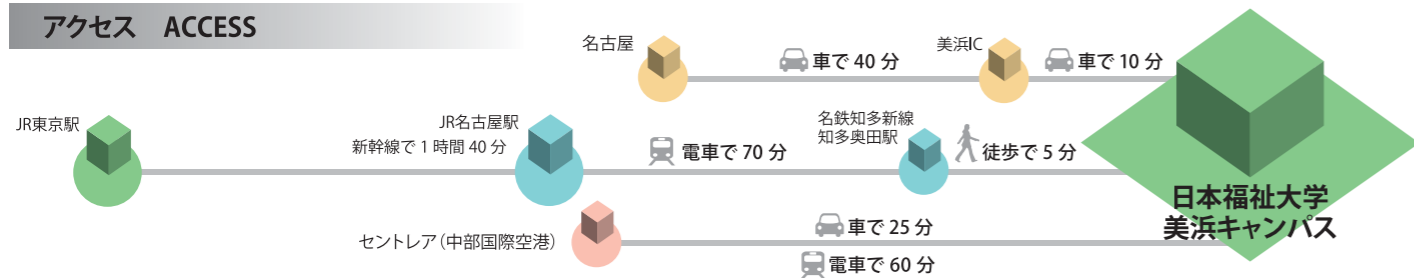 アクセス ACCESS
名古屋
車で 40 分
美浜IC
車で 10 分
JR東京駅
JR名古屋駅
新幹線で 1 時間 40 分
電車で 70 分
名鉄知多新線
知多奥田駅
徒歩で 5 分
セントレア(中部国際空港)
車で 25 分
電車で 60 分
日本福祉大学
美浜キャンパス